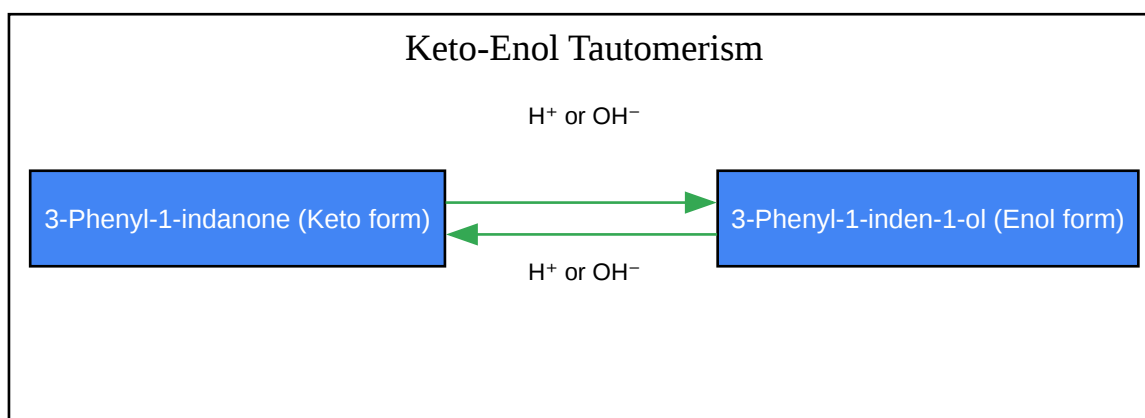 Keto-Enol Tautomerism
H⁺ or OH⁻
3-Phenyl-1-indanone (Keto form)
3-Phenyl-1-inden-1-ol (Enol form)
H⁺ or OH⁻